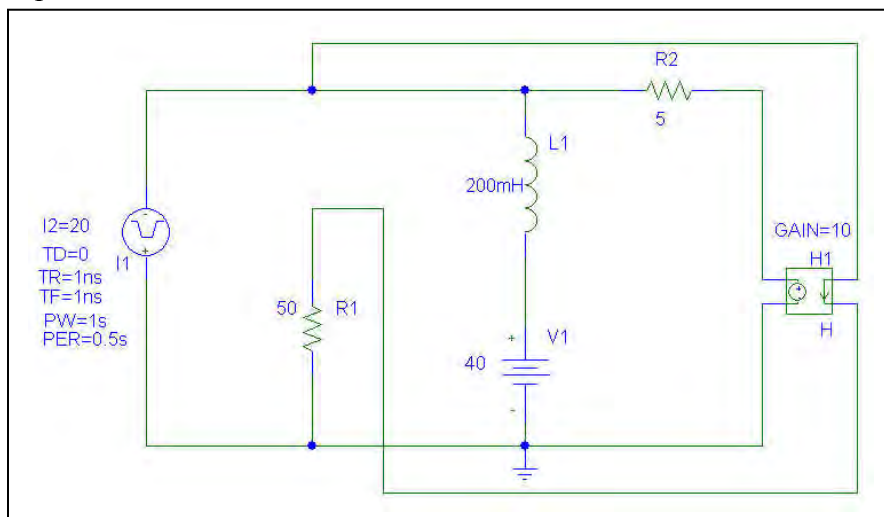 R2
5
L1
200mH
I2=20
TD=0
I1
TR=1ns
TF=1ns
PW=1s
PER=0.5s
50
R1
V1
40
GAIN=10
H1
H